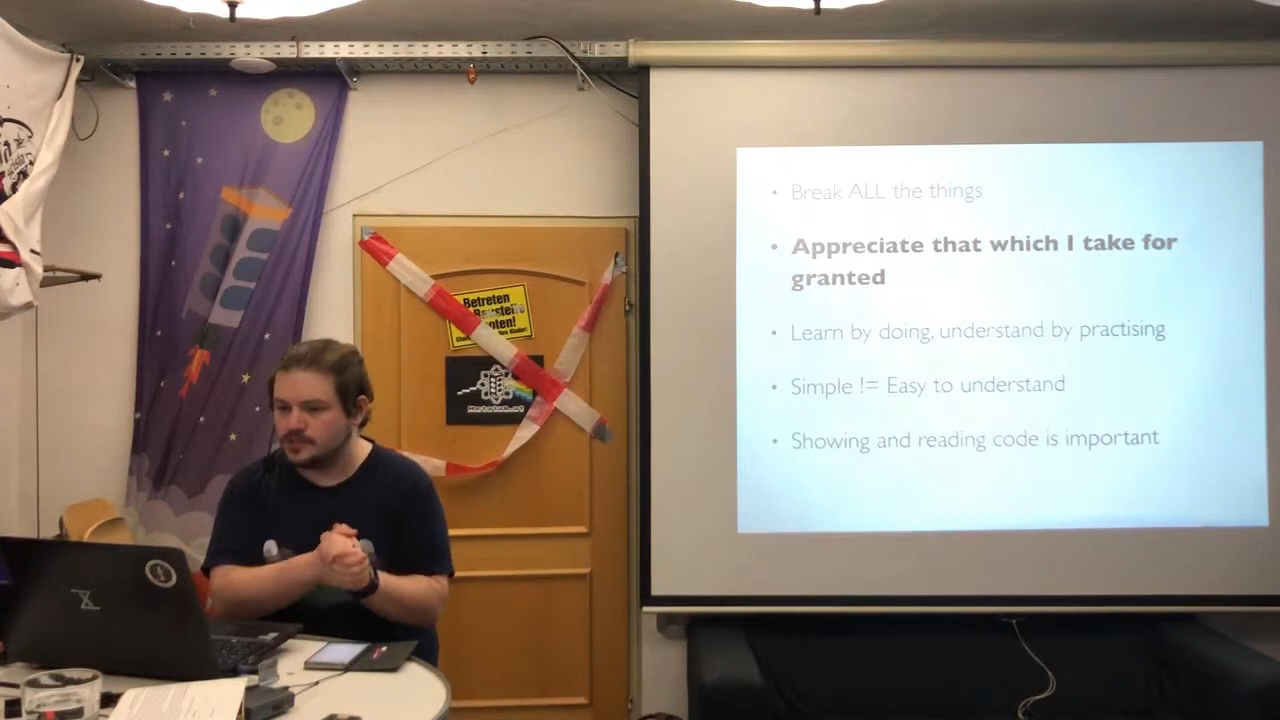 • Break ALL the things
• Appreciate that which I take for
granted
• Learn by doing, understand by practising
• Simple != Easy to understand
• Showing and reading code is important
Betreten
Baustelle
Metalab.at